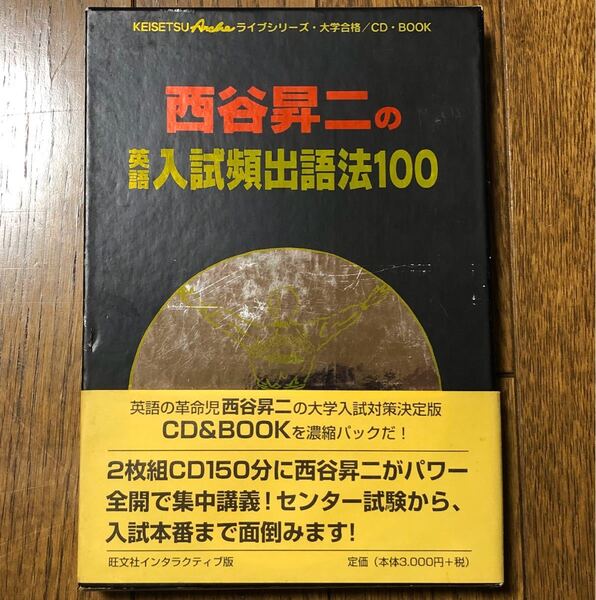 KEISETSU Archē ライブシリーズ・大学合格／CD・BOOK
西谷昇二の
英語 入試頻出語法100
英語の革命児西谷昇二の大学入試対策決定版
CD&BOOKを濃縮パックだ！
2枚組CD150分に西谷昇二がパワー
全開で集中講義！センター試験から、
入試本番まで面倒みます！
旺文社インタラクティブ版 定価（本体3,000円＋税）